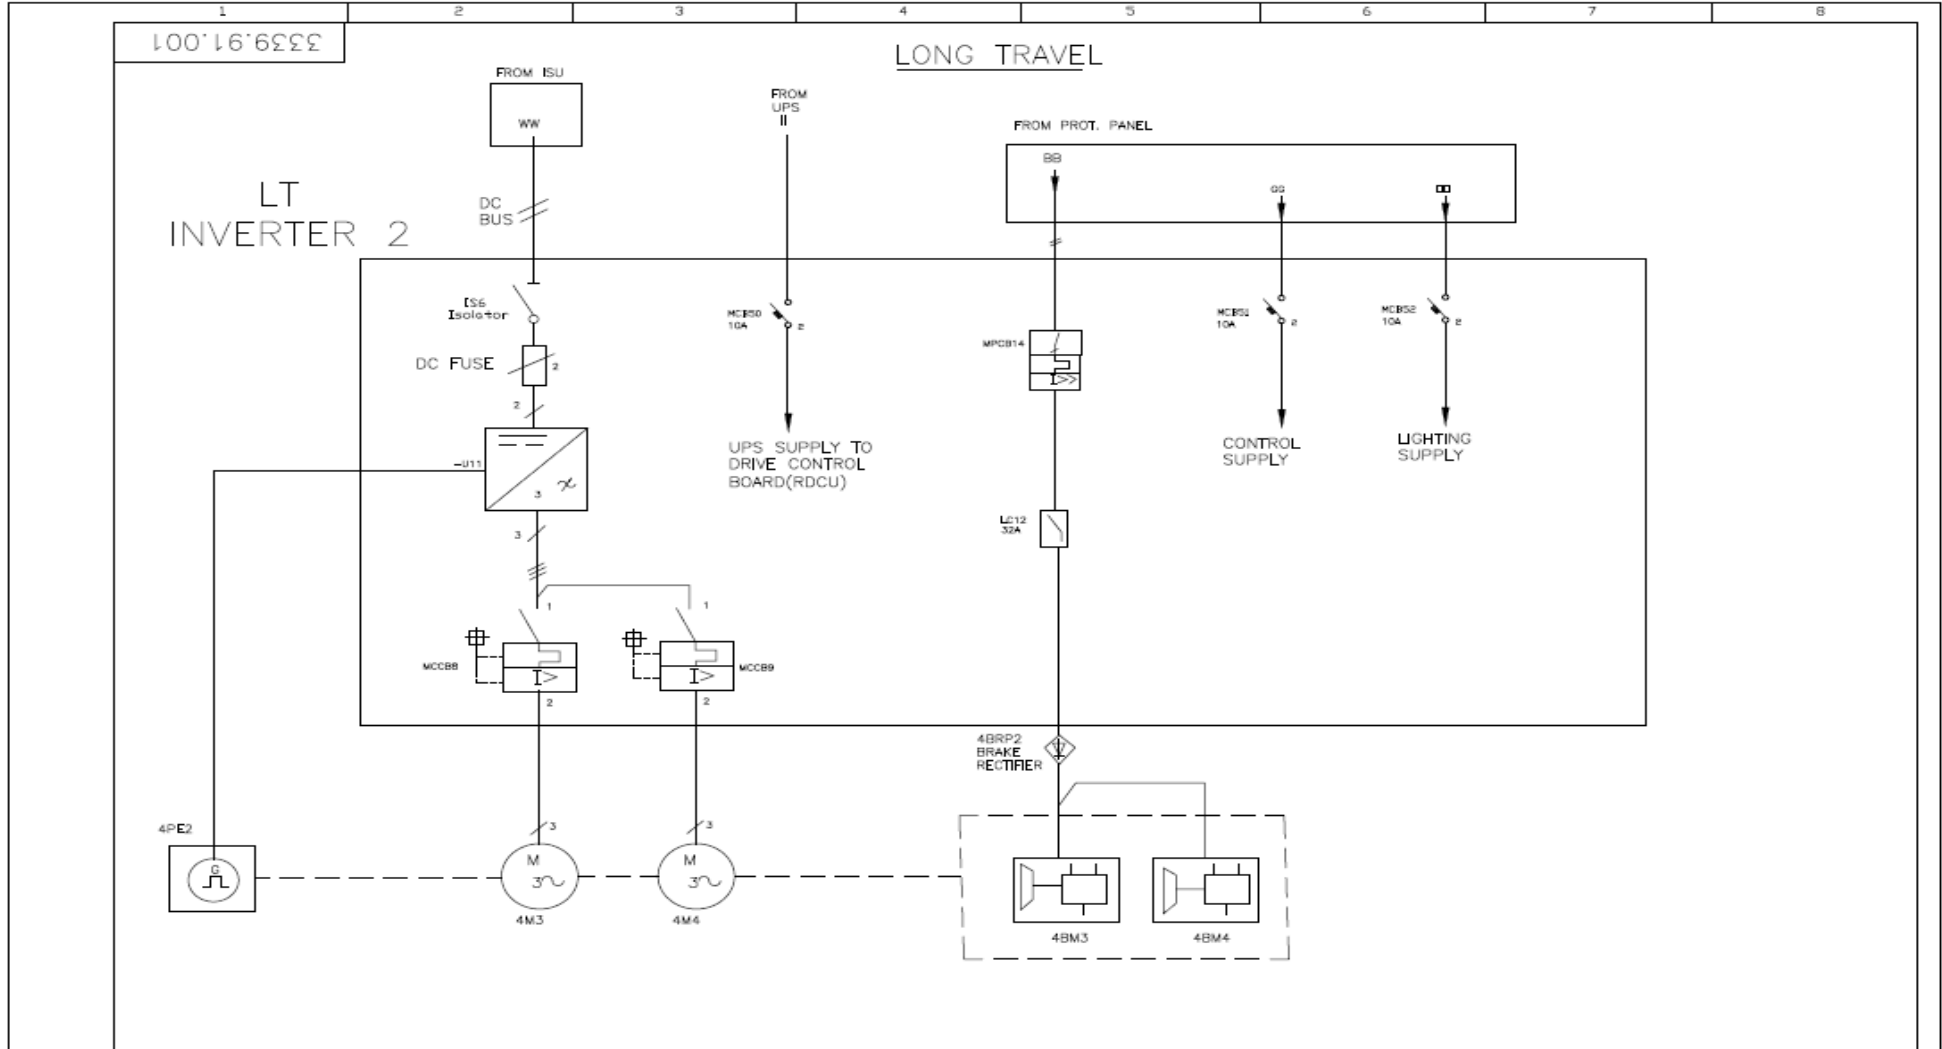 1 2 3 4 5 6 7 8
3339.91.001
LONG TRAVEL
FROM ISU
WW
FROM
UPS
II
FROM PROT. PANEL
BB
GG
DD
LT
INVERTER 2
DC
BUS
IS6
Isolator
MCB50
10A
2
MCB51
10A
2
MCB52
10A
2
MPCB14
I>>
DC FUSE
2
2
-U11
3
UPS SUPPLY TO
DRIVE CONTROL
BOARD(RDCU)
CONTROL
SUPPLY
LIGHTING
SUPPLY
3
LC12
32A
1
1
MCCB8
I>
2
MCCB9
I>
2
4BRP2
BRAKE
RECTIFIER
4PE2
G
3
M
3~
4M3
3
M
3~
4M4
4BM3
4BM4